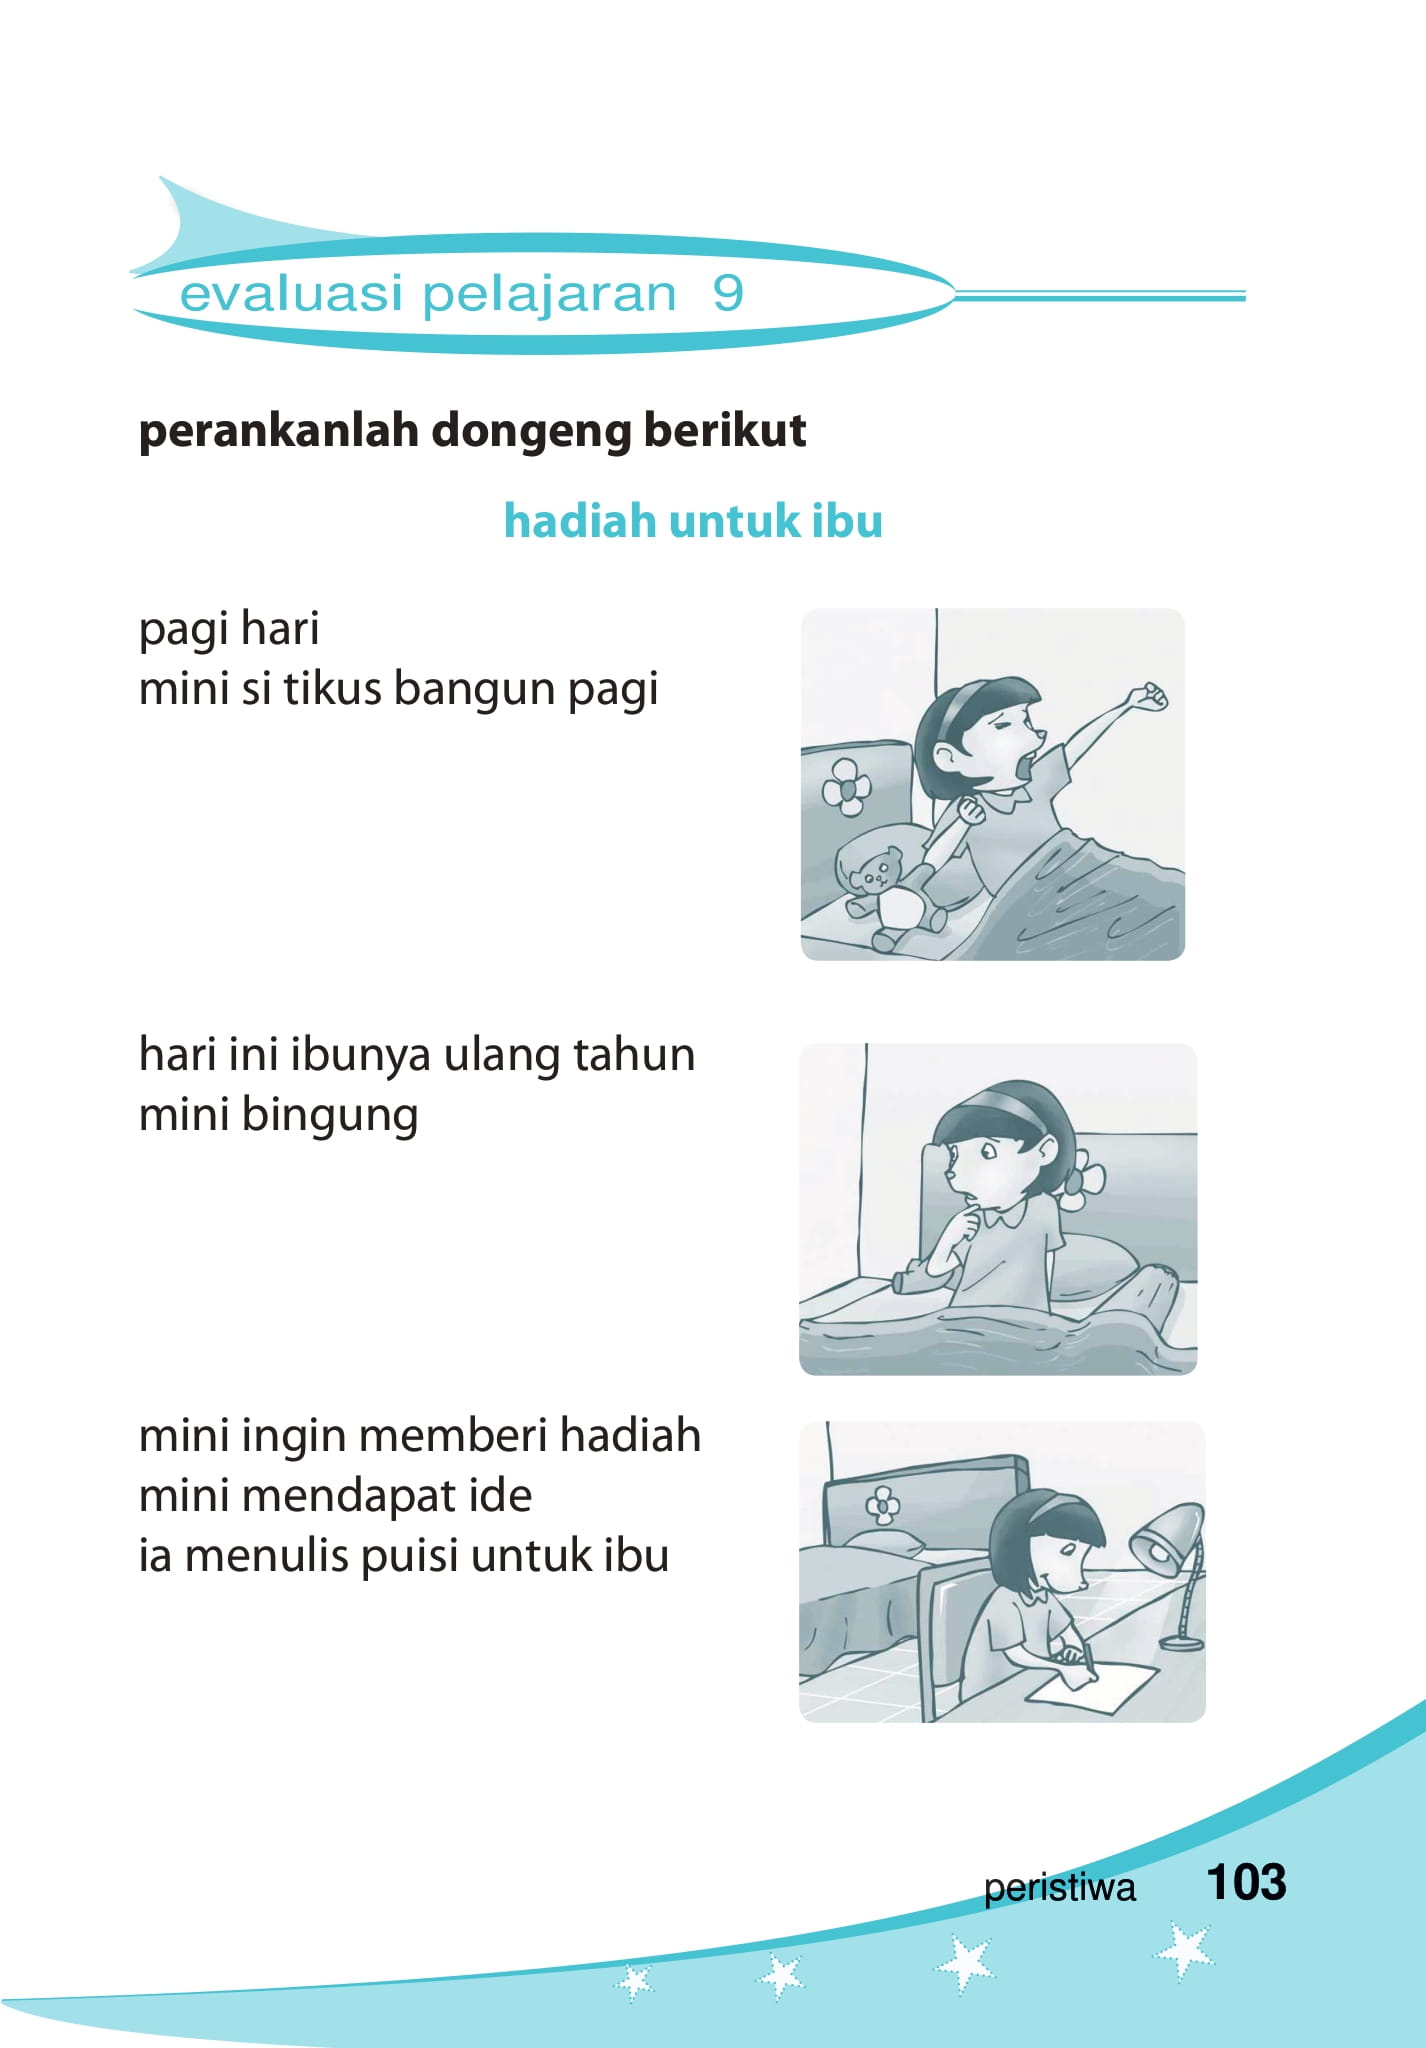 evaluasi pelajaran 9
perankanlah dongeng berikut
hadiah untuk ibu
pagi hari
mini si tikus bangun pagi
hari ini ibunya ulang tahun
mini bingung
mini ingin memberi hadiah
mini mendapat ide
ia menulis puisi untuk ibu
peristiwa 103